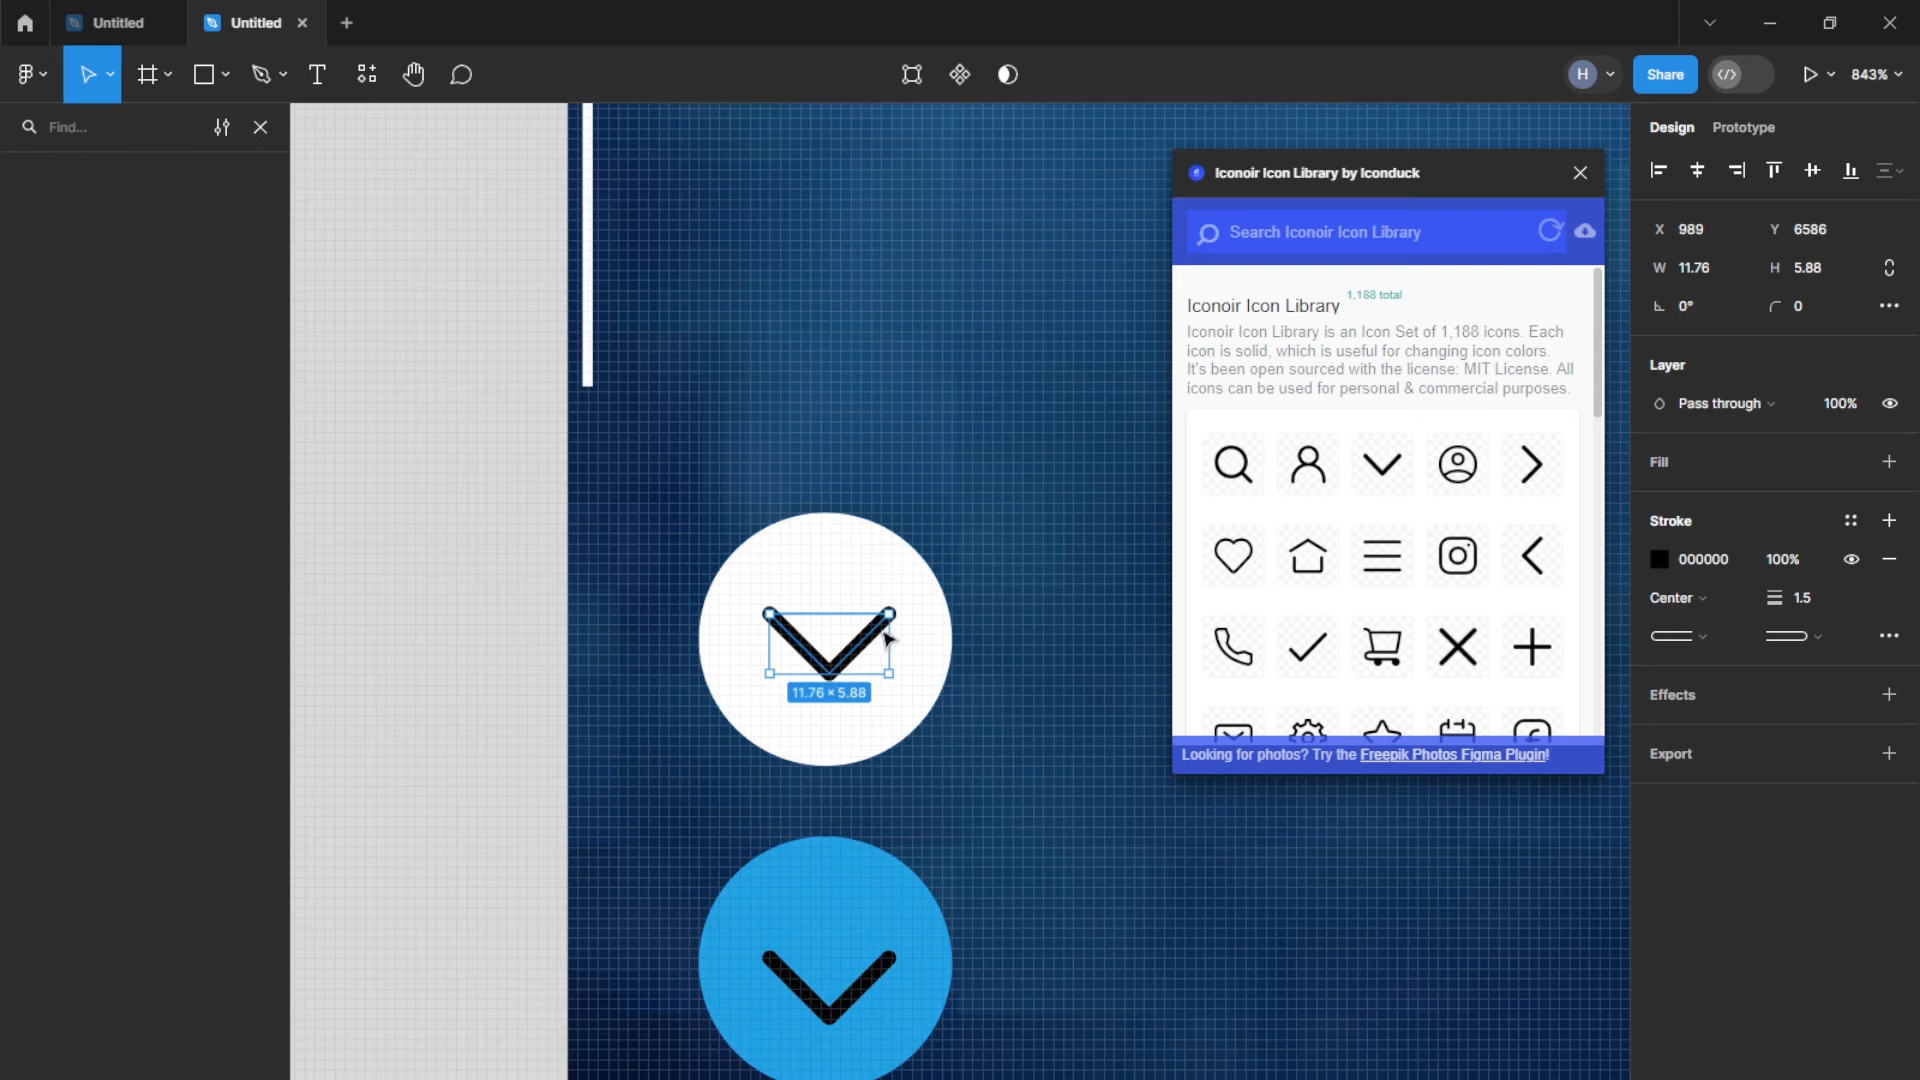 Untitled
Untitled
H
Share
843%
Find...
Design Prototype
Iconoir Icon Library by Iconduck
Search Iconoir Icon Library
X 989 Y 6586
W 11.76 H 5.88
0° 0
Iconoir Icon Library 1,188 total
Iconoir Icon Library is an Icon Set of 1,188 icons. Each
icon is solid, which is useful for changing icon colors.
It's been open sourced with the license: MIT License. All
icons can be used for personal & commercial purposes.
Layer
Pass through 100%
Fill
Stroke
000000 100%
Center 1.5
11.76 × 5.88
Effects
Export
Looking for photos? Try the Freepik Photos Figma Plugin!